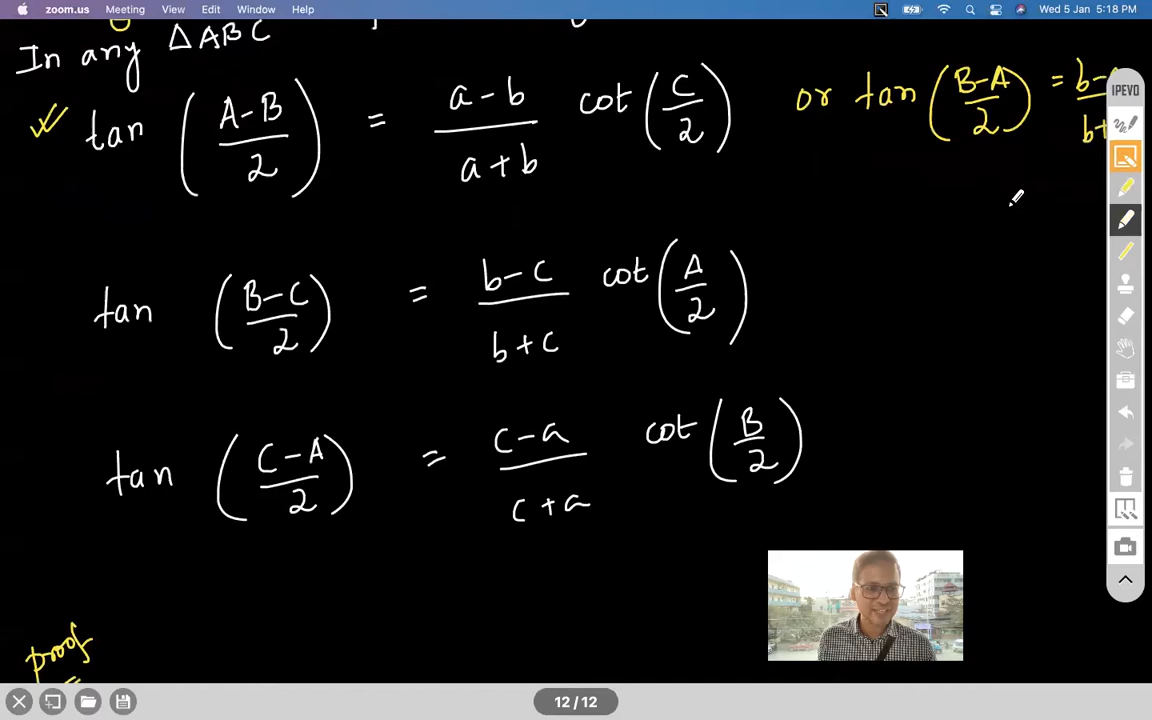 zoom.us Meeting View Edit Window Help Wed 5 Jan 5:18 PM
In any ΔABC
tan (A-B/2) = a-b/a+b cot(C/2) or tan (B-A/2) = b-/b+
IPEVO
tan (B-C/2) = b-c/b+c cot(A/2)
tan (C-A/2) = c-a/c+a cot(B/2)
proof
12/12